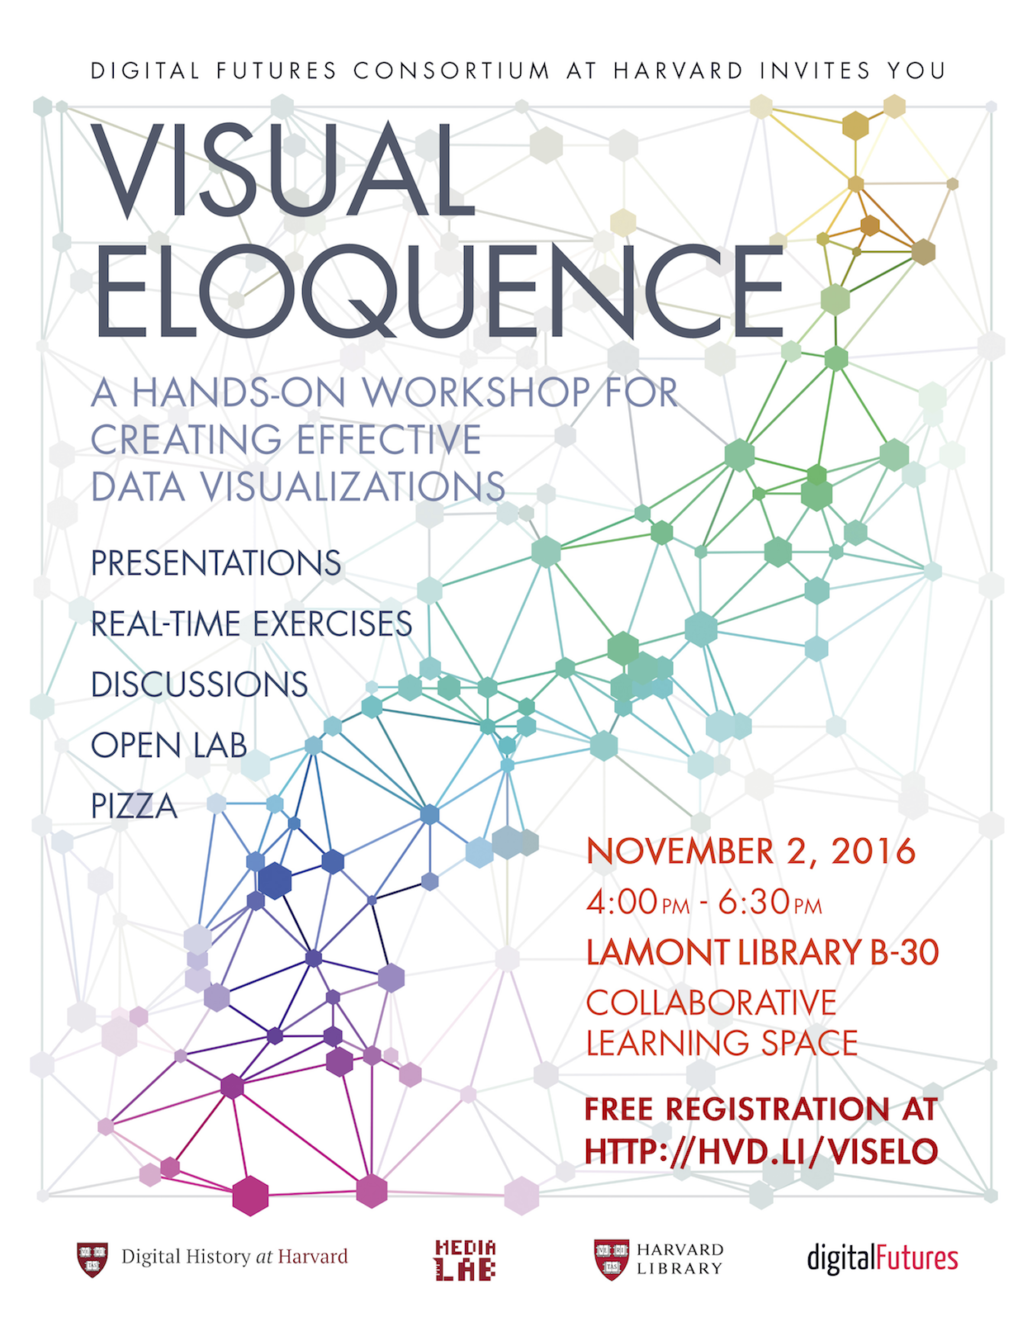 DIGITAL FUTURES CONSORTIUM AT HARVARD INVITES YOU
VISUAL
ELOQUENCE
A HANDS-ON WORKSHOP FOR
CREATING EFFECTIVE
DATA VISUALIZATIONS
PRESENTATIONS
REAL-TIME EXERCISES
DISCUSSIONS
OPEN LAB
PIZZA
NOVEMBER 2, 2016
4:00PM - 6:30PM
LAMONT LIBRARY B-30
COLLABORATIVE
LEARNING SPACE
FREE REGISTRATION AT
HTTP://HVD.LI/VISELO
Digital History at Harvard
MEDIA
LAB
HARVARD
LIBRARY
digitalFutures